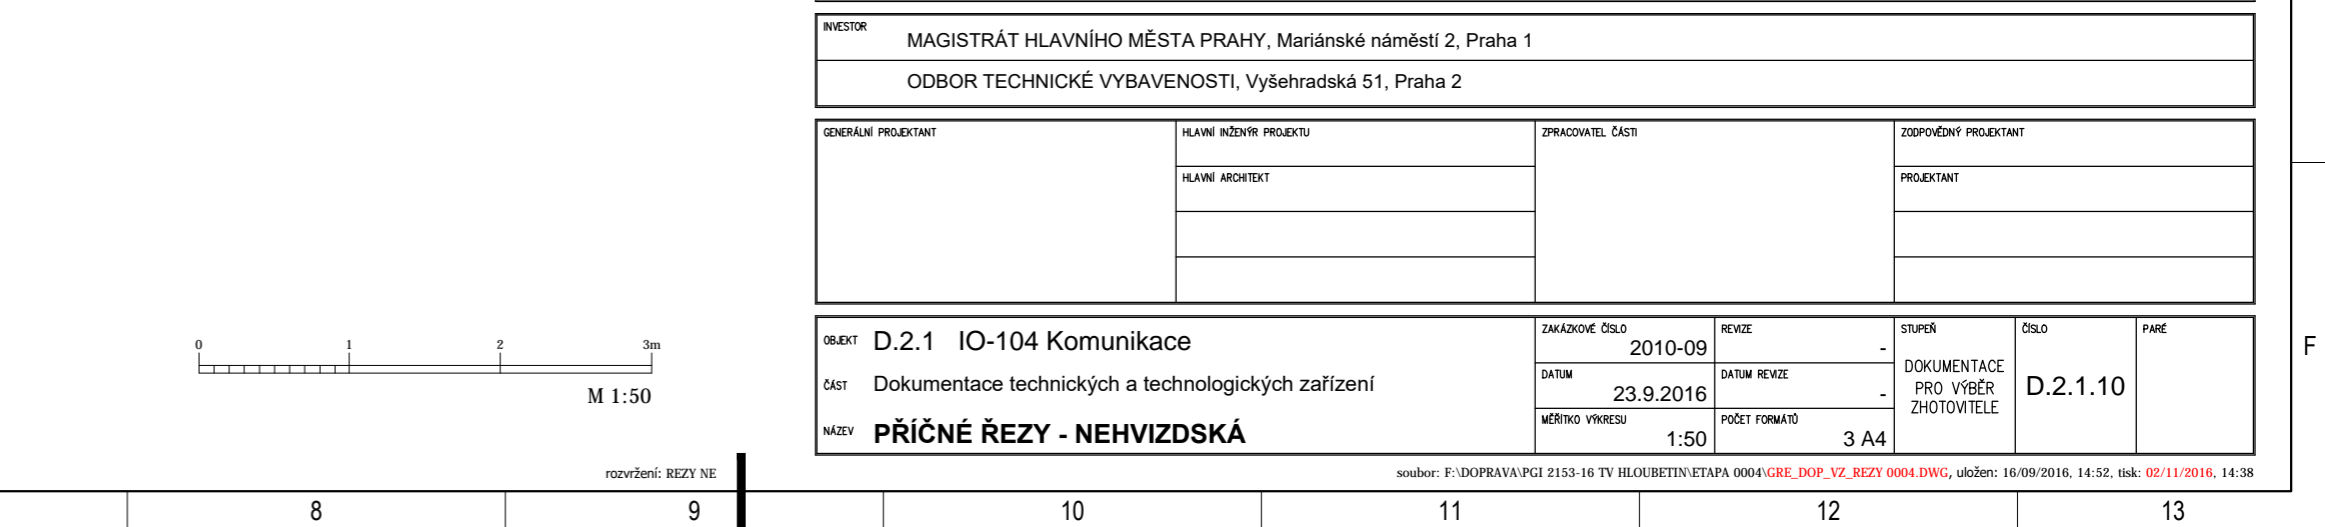 INVESTOR
MAGISTRÁT HLAVNÍHO MĚSTA PRAHY, Mariánské náměstí 2, Praha 1
ODBOR TECHNICKÉ VYBAVENOSTI, Vyšehradská 51, Praha 2
GENERÁLNÍ PROJEKTANT
HLAVNÍ INŽENÝR PROJEKTU
HLAVNÍ ARCHITEKT
ZPRACOVATEL ČÁSTI
ZODPOVĚDNÝ PROJEKTANT
PROJEKTANT
0 1 2 3m
M 1:50
OBJEKT D.2.1 IO-104 Komunikace
ČÁST Dokumentace technických a technologických zařízení
NÁZEV PŘÍČNÉ ŘEZY - NEHVIZDSKÁ
ZAKÁZKOVÉ ČÍSLO
2010-09
REVIZE
-
DATUM
23.9.2016
DATUM REVIZE
-
MĚŘÍTKO VÝKRESU
1:50
POČET FORMÁTŮ
3 A4
STUPEŇ
DOKUMENTACE
PRO VÝBĚR
ZHOTOVITELE
ČÍSLO
D.2.1.10
PARÉ
F
rozvržení: REZY NE
soubor: F:\DOPRAVA\PGI 2153-16 TV HLOUBETIN\ETAPA 0004\GRE_DOP_VZ_REZY 0004.DWG, uložen: 16/09/2016, 14:52, tisk: 02/11/2016, 14:38
8 9 10 11 12 13